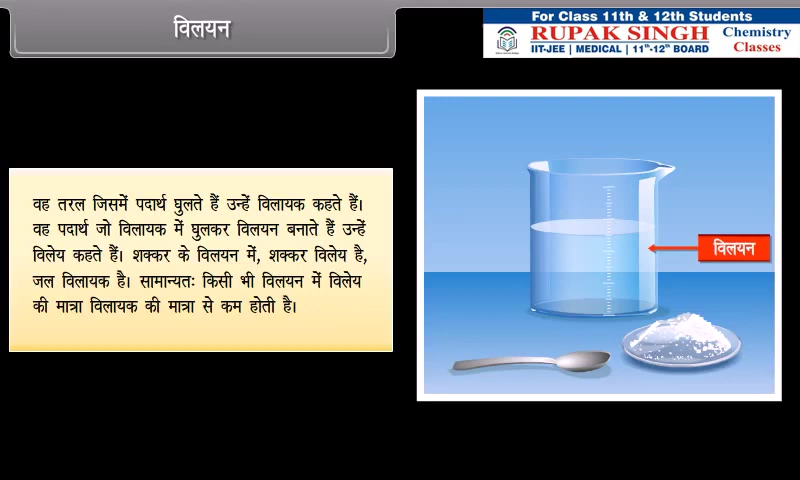 विलयन
For Class 11th & 12th Students
RUPAK SINGH
IIT-JEE | MEDICAL | 11th-12th BOARD
Chemistry
Classes
वह तरल जिसमें पदार्थ घुलते हैं उन्हें विलायक कहते हैं।
वह पदार्थ जो विलायक में घुलकर विलयन बनाते हैं उन्हें
विलेय कहते हैं। शक्कर के विलयन में, शक्कर विलेय है,
जल विलायक है। सामान्यतः किसी भी विलयन में विलेय
की मात्रा विलायक की मात्रा से कम होती है।
विलयन